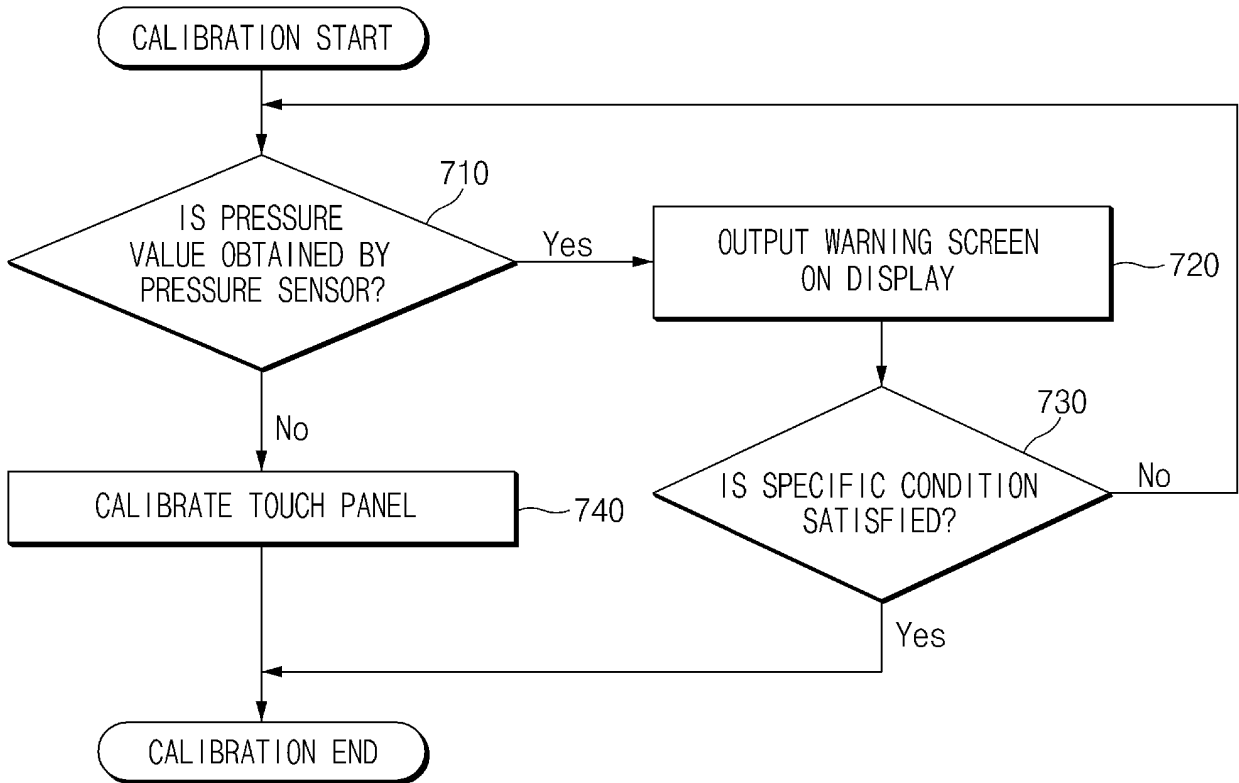 CALIBRATION START
710
IS PRESSURE
VALUE OBTAINED BY
PRESSURE SENSOR?
Yes
OUTPUT WARNING SCREEN
ON DISPLAY
720
No
730
CALIBRATE TOUCH PANEL
740
IS SPECIFIC CONDITION
SATISFIED?
No
Yes
CALIBRATION END